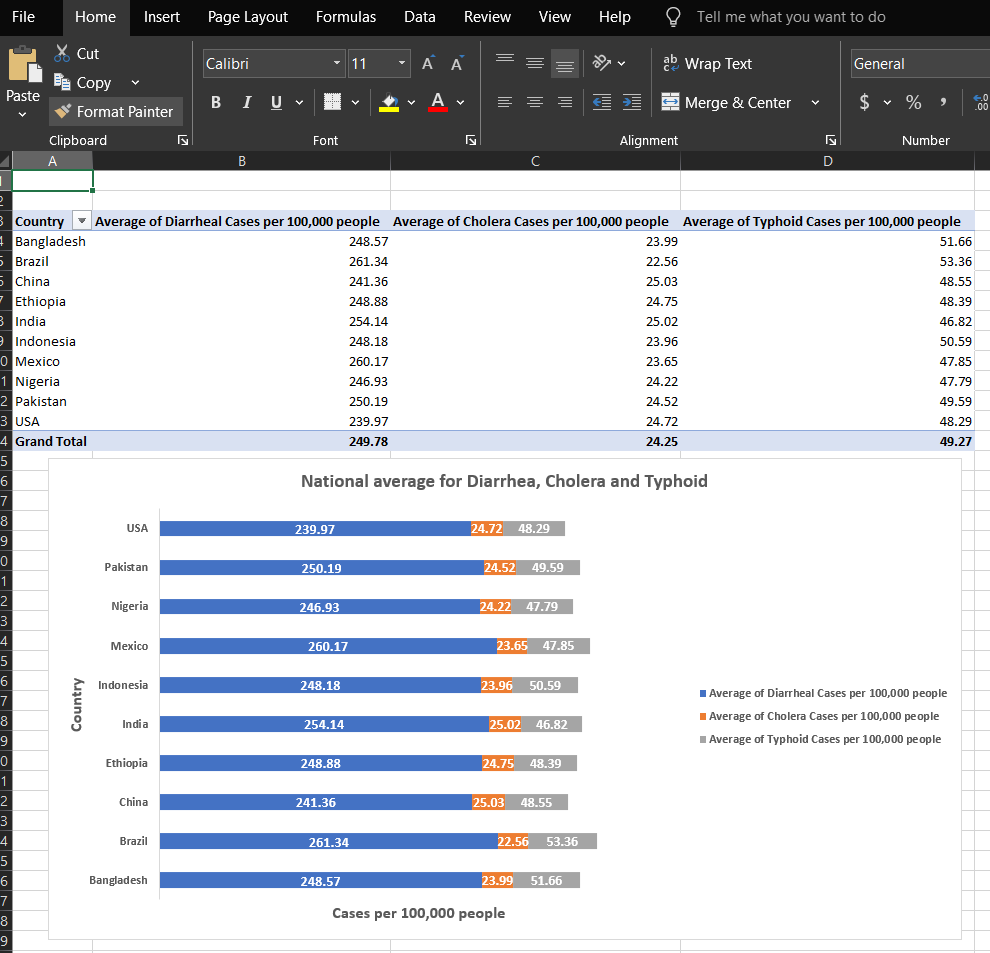 File Home Insert Page Layout Formulas Data Review View Help Tell me what you want to do
Cut
Calibri 11 A A ab Wrap Text General
Copy
Paste
Format Painter B I U A Merge & Center $ % , .00
Clipboard Font Alignment Number
A B C D
Country Average of Diarrheal Cases per 100,000 people Average of Cholera Cases per 100,000 people Average of Typhoid Cases per 100,000 people
Bangladesh 248.57 23.99 51.66
Brazil 261.34 22.56 53.36
China 241.36 25.03 48.55
Ethiopia 248.88 24.75 48.39
India 254.14 25.02 46.82
Indonesia 248.18 23.96 50.59
Mexico 260.17 23.65 47.85
Nigeria 246.93 24.22 47.79
Pakistan 250.19 24.52 49.59
USA 239.97 24.72 48.29
Grand Total 249.78 24.25 49.27
National average for Diarrhea, Cholera and Typhoid
USA 239.97 24.72 48.29
Pakistan 250.19 24.52 49.59
Nigeria 246.93 24.22 47.79
Mexico 260.17 23.65 47.85
Indonesia 248.18 23.96 50.59
India 254.14 25.02 46.82
Ethiopia 248.88 24.75 48.39
China 241.36 25.03 48.55
Brazil 261.34 22.56 53.36
Bangladesh 248.57 23.99 51.66
Country
Cases per 100,000 people
Average of Diarrheal Cases per 100,000 people
Average of Cholera Cases per 100,000 people
Average of Typhoid Cases per 100,000 people